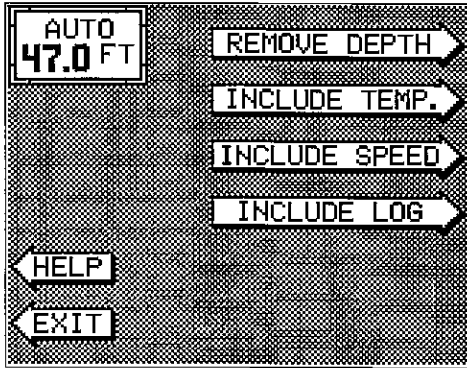 AUTO
47.0 FT
REMOVE DEPTH
INCLUDE TEMP.
INCLUDE SPEED
INCLUDE LOG
HELP
EXIT